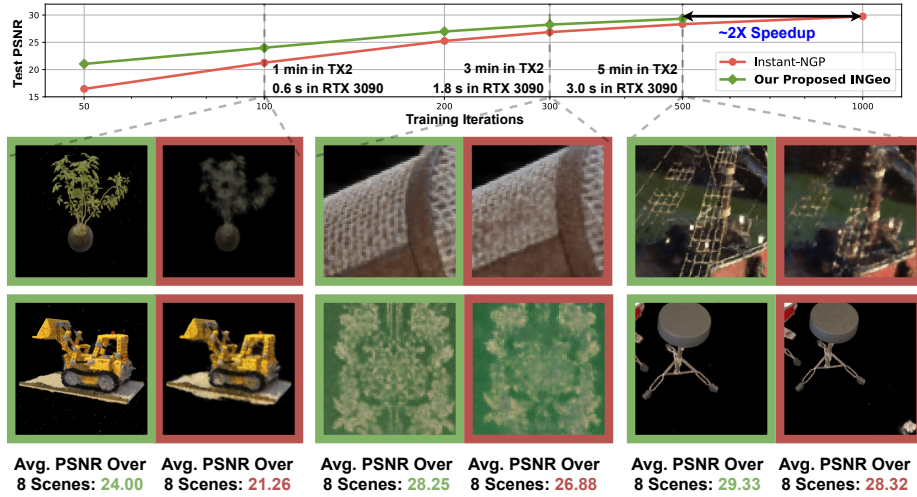 30
25
20
15
Test PSNR
~2X Speedup
1 min in TX2
0.6 s in RTX 3090
3 min in TX2
1.8 s in RTX 3090
5 min in TX2
3.0 s in RTX 3090
Instant-NGP
Our Proposed INGeo
50 100 200 300 500 1000
Training Iterations
Avg. PSNR Over
8 Scenes: 24.00
Avg. PSNR Over
8 Scenes: 21.26
Avg. PSNR Over
8 Scenes: 28.25
Avg. PSNR Over
8 Scenes: 26.88
Avg. PSNR Over
8 Scenes: 29.33
Avg. PSNR Over
8 Scenes: 28.32